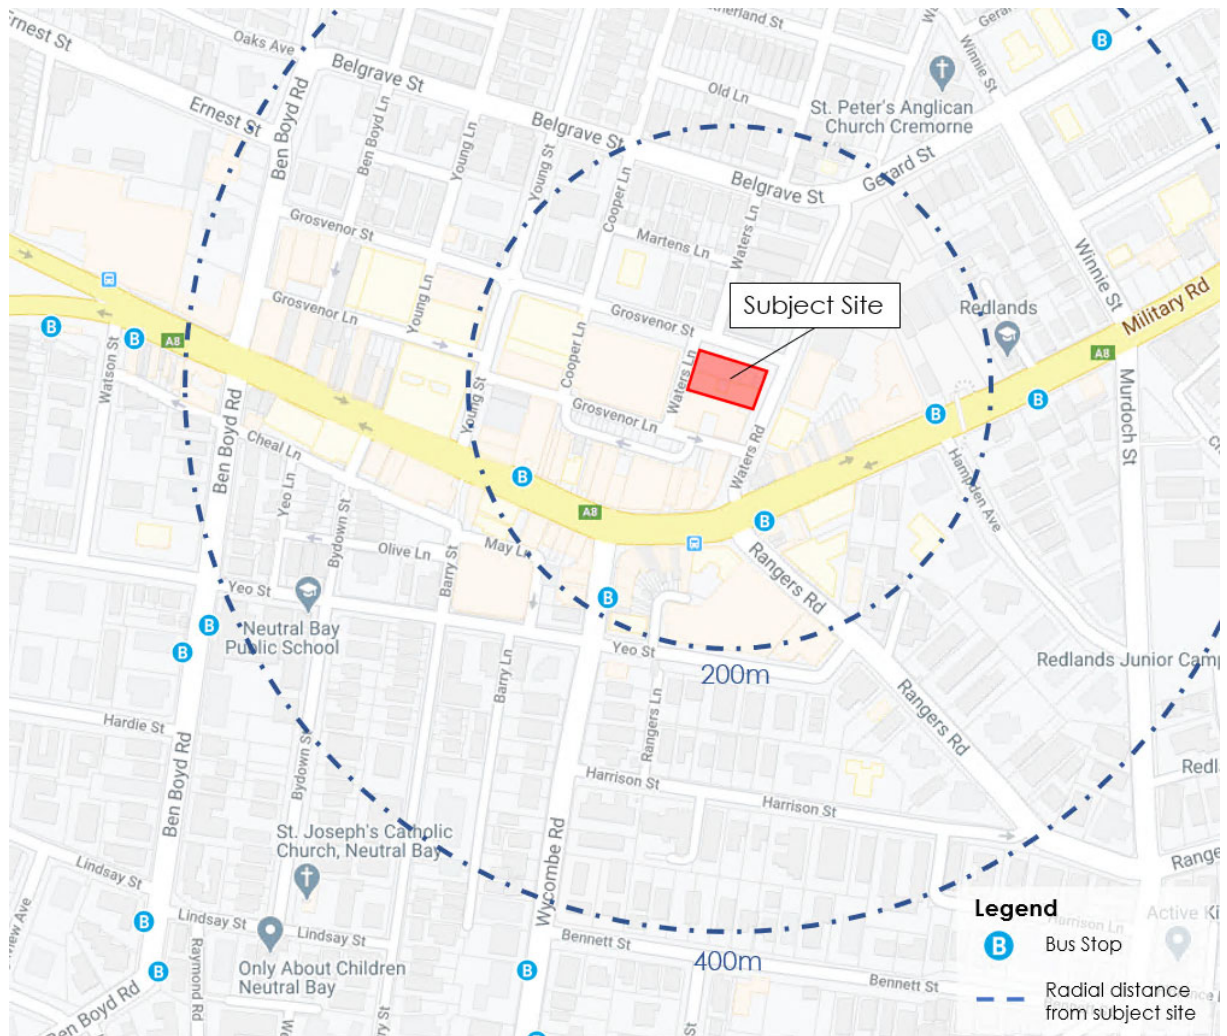 Ernest St
Oaks Ave
Belgrave St
Ernest St
Ben Boyd Rd
Ben Boyd Ln
Young Ln
Belgrave St
Young St
Cooper Ln
Old Ln
St. Peter's Anglican
Church Cremorne
Winnie St
B
Gerard St
Belgrave St
Waters Ln
Martens Ln
Grosvenor St
Grosvenor Ln
Young Ln
Grosvenor St
Subject Site
Redlands
Winnie St
Military Rd
A8
B
B
A8
Watson St
Cooper Ln
Waters Ln
Young St
Grosvenor Ln
Waters Rd
B
B
Murdoch St
Ben Boyd Rd
Cheal Ln
Yeo Ln
Bydown St
B
A8
B
Hampden Ave
Olive Ln
May Ln
Barry St
Rangers Rd
Yeo St
Neutral Bay
Public School
B
B
B
Yeo St
200m
Barry Ln
Rangers Ln
Rangers Rd
Redlands Junior Camp
Hardie St
Ben Boyd Rd
Bydown St
Harrison St
Harrison St
Redl
St. Joseph's Catholic
Church, Neutral Bay
Wycombe Rd
Lindsay St
Range
B
Lindsay St
Lindsay St
Only About Children
Neutral Bay
Raymond Rd
B
B
B
Ben Boyd Rd
Bennett St
400m
Bennett St
Legend
B Bus Stop
Radial distance
from subject site
Harrison Ln
Active Ki